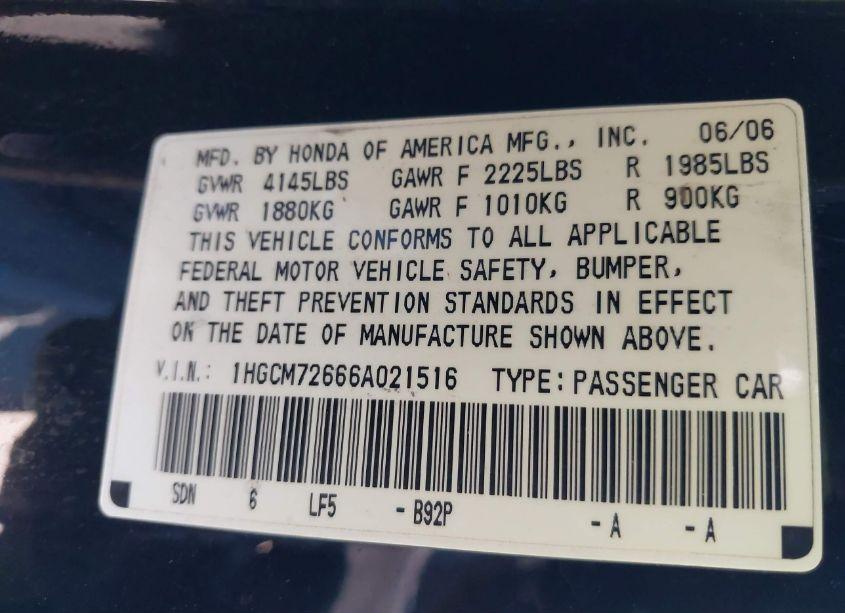 MFD. BY HONDA OF AMERICA MFG., INC. 06/06
GVWR 4145LBS GAWR F 2225LBS R 1985LBS
GVWR 1880KG GAWR F 1010KG R 900KG
THIS VEHICLE CONFORMS TO ALL APPLICABLE
FEDERAL MOTOR VEHICLE SAFETY, BUMPER,
AND THEFT PREVENTION STANDARDS IN EFFECT
ON THE DATE OF MANUFACTURE SHOWN ABOVE.
V.I.N.: 1HGCM72666A021516 TYPE: PASSENGER CAR
SDN 6 LF5 - B92P - A - A